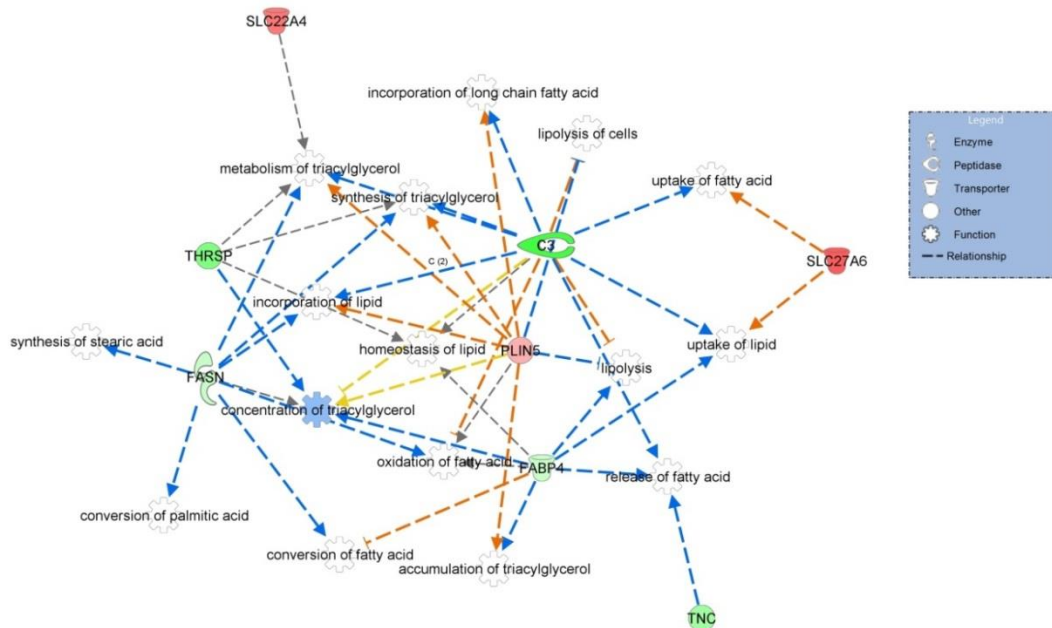 SLC22A4
incorporation of long chain fatty acid
lipolysis of cells
Legend
Enzyme
Peptidase
Transporter
Other
Function
Relationship
metabolism of triacylglycerol
uptake of fatty acid
synthesis of triacylglycerol
THRSP
C3
SLC27A6
C (2)
incorporation of lipid
synthesis of stearic acid
homeostasis of lipid
PLIN5
uptake of lipid
FASN
lipolysis
concentration of triacylglycerol
oxidation of fatty acid
FABP4
release of fatty acid
conversion of palmitic acid
conversion of fatty acid
accumulation of triacylglycerol
TNC